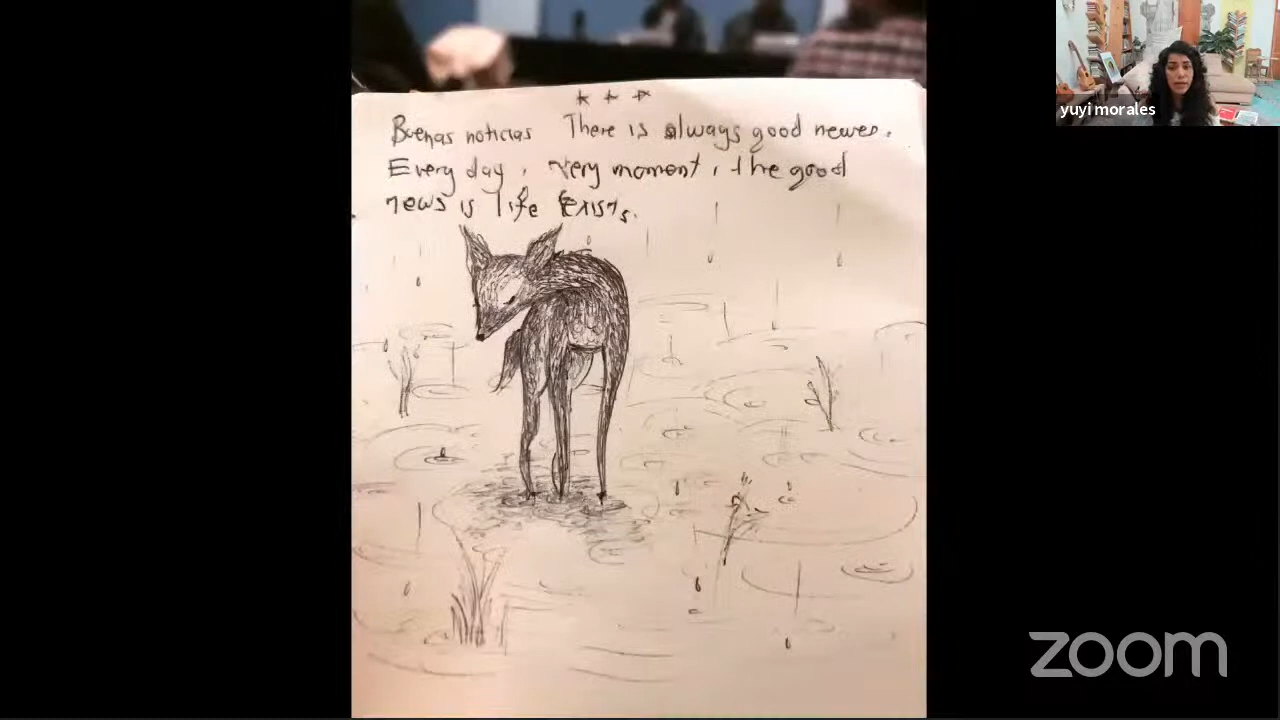 * * *
Buenas noticias There is always good newes.
Every day, very moment, the good
news is life exists.
yuyi morales
zoom